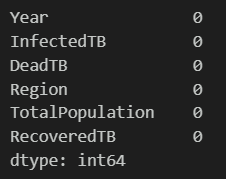 Year 0
InfectedTB 0
DeadTB 0
Region 0
TotalPopulation 0
RecoveredTB 0
dtype: int64